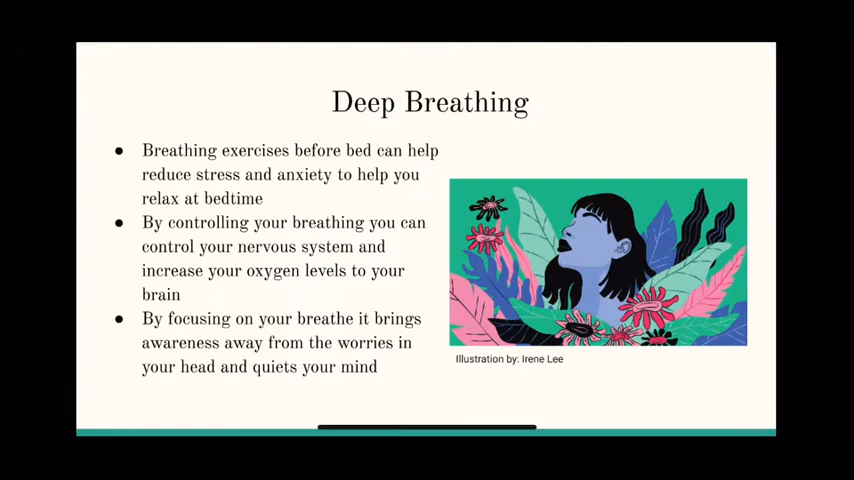 Deep Breathing
● Breathing exercises before bed can help
reduce stress and anxiety to help you
relax at bedtime
● By controlling your breathing you can
control your nervous system and
increase your oxygen levels to your
brain
● By focusing on your breathe it brings
awareness away from the worries in
your head and quiets your mind
Illustration by: Irene Lee